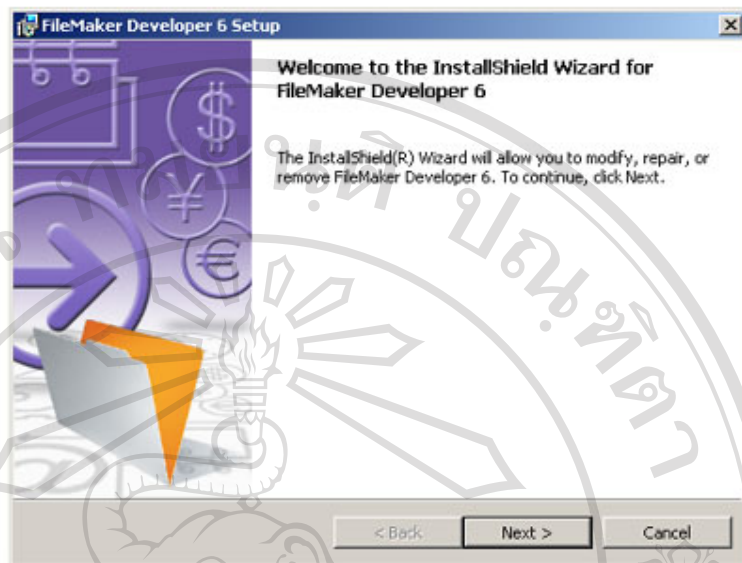 FileMaker Developer 6 Setup
Welcome to the InstallShield Wizard for
FileMaker Developer 6
The InstallShield(R) Wizard will allow you to modify, repair, or
remove FileMaker Developer 6. To continue, click Next.
< Back
Next >
Cancel